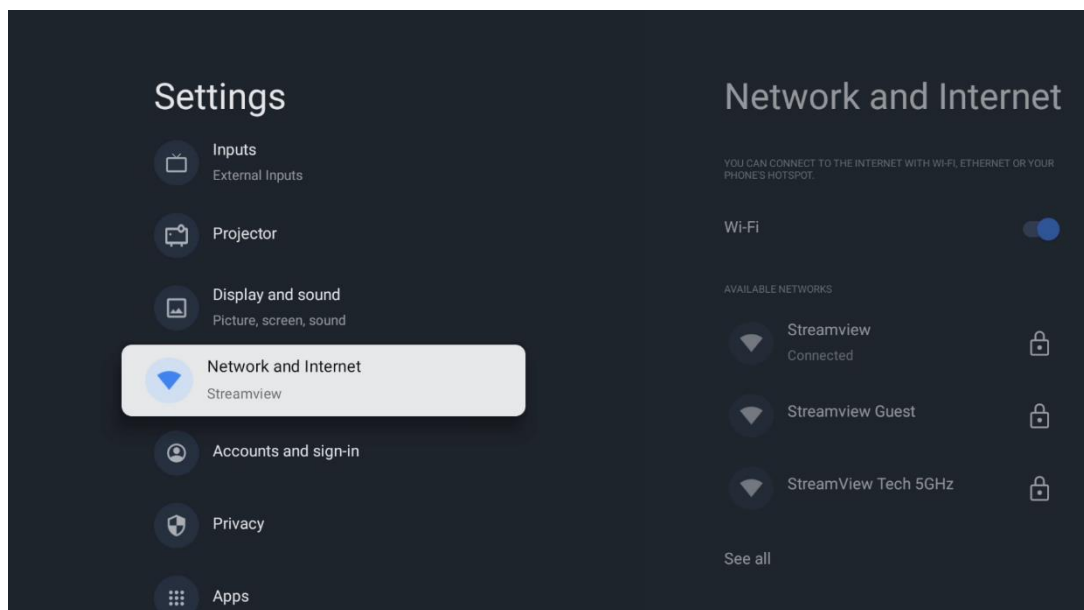 Settings
Inputs
External Inputs
Projector
Display and sound
Picture, screen, sound
Network and Internet
Streamview
Accounts and sign-in
Privacy
Apps
Network and Internet
YOU CAN CONNECT TO THE INTERNET WITH WI-FI, ETHERNET OR YOUR
PHONE'S HOTSPOT.
Wi-Fi
AVAILABLE NETWORKS
Streamview
Connected
Streamview Guest
StreamView Tech 5GHz
See all